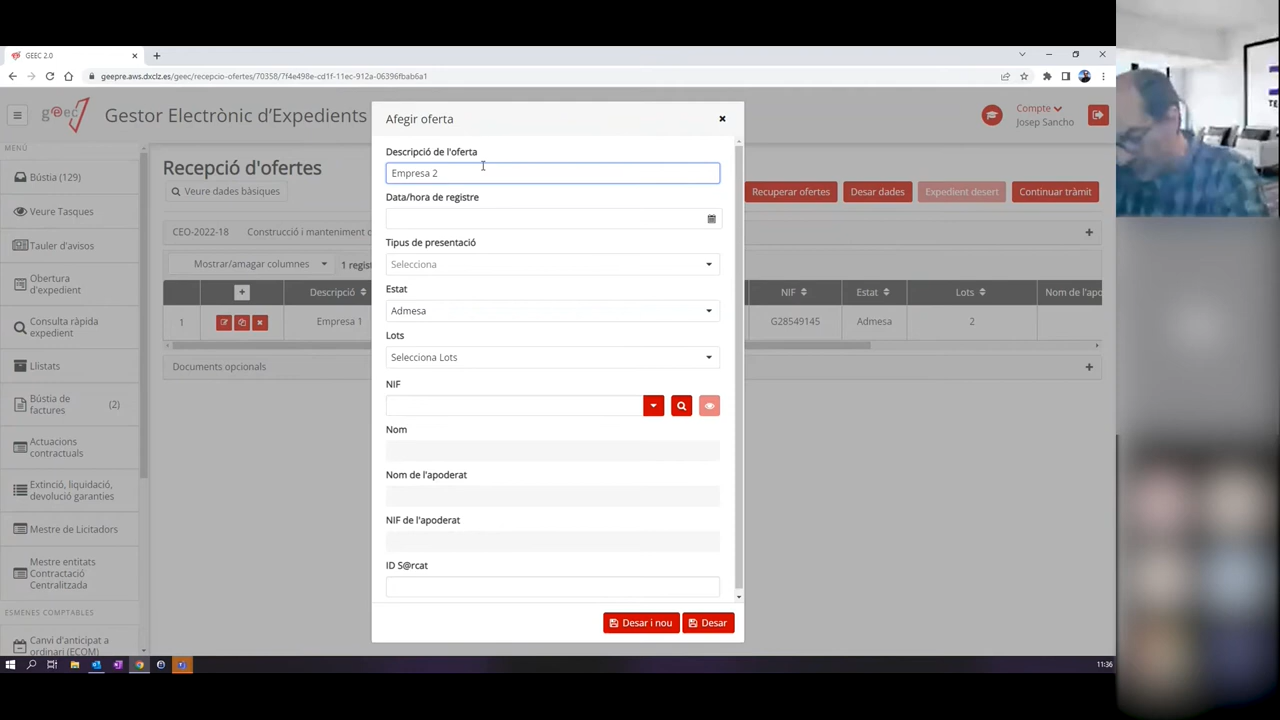 GEEC 2.0
geepre.aws.dxclz.es/geec/recepcio-ofertes/70358/7f4e498e-cd1f-11ec-912a-06396fbab6a1
geec
Gestor Electrònic d'Expedients
Compte
Josep Sancho
MENÚ
Bústia (129)
Veure Tasques
Tauler d'avisos
Obertura
d'expedient
Consulta ràpida
expedient
Llistats
Bústia de
factures
(2)
Actuacions
contractuals
Extinció, liquidació,
devolució garanties
Mestre de Licitadors
Mestre entitats
Contractació
Centralitzada
ESMENES COMPTABLES
Canvi d'anticipat a
ordinari (ECOM)
Recepció d'ofertes
Veure dades bàsiques
Recuperar ofertes
Desar dades
Expedient desert
Continuar tràmit
CEO-2022-18 Construcció i manteniment
Mostrar/amagar columnes
1
Descripció
NIF
Estat
Lots
1
Empresa 1
G28549145
Admesa
2
Documents opcionals
Afegir oferta
Descripció de l'oferta
Empresa 2
Data/hora de registre
Tipus de presentació
Selecciona
Estat
Admesa
Lots
Selecciona Lots
NIF
Nom
Nom de l'apoderat
NIF de l'apoderat
ID S@rcat
Desar i nou
Desar
11:36